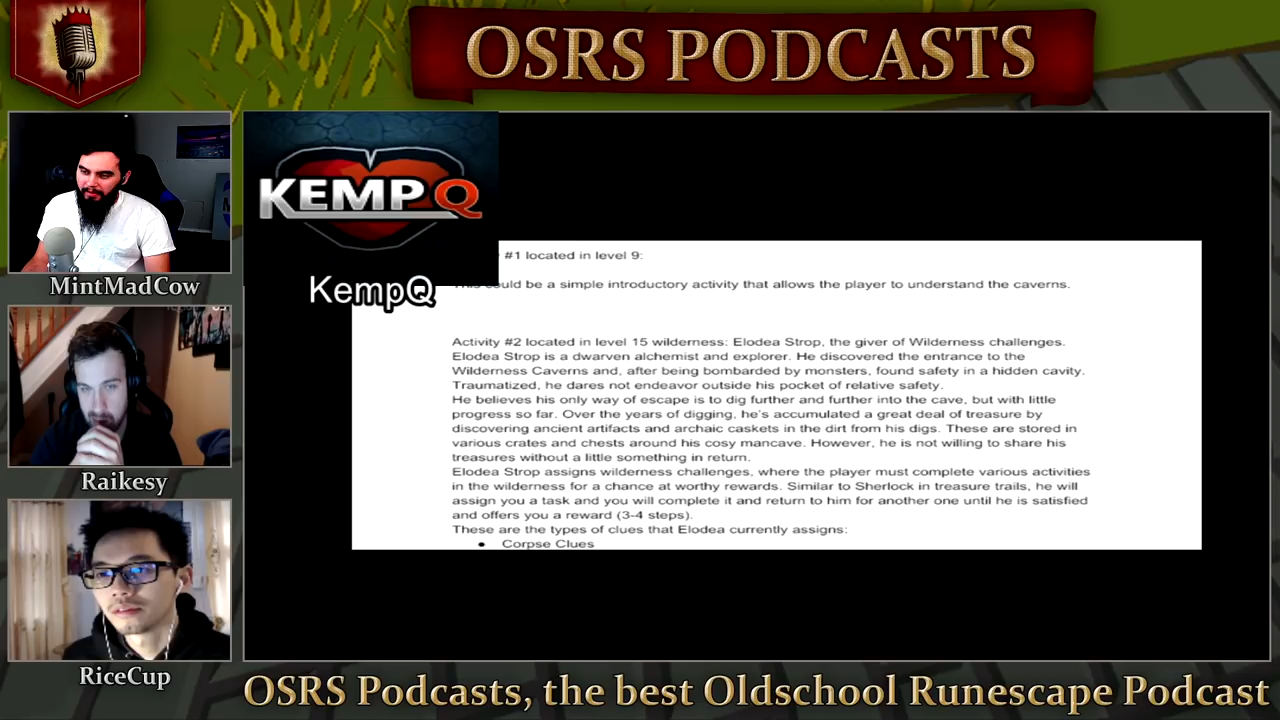 OSRS PODCASTS
MintMadCow
Raikesy
RiceCup
KEMPQ
KempQ
#1 located in level 9:
could be a simple introductory activity that allows the player to understand the caverns.
Activity #2 located in level 15 wilderness: Elodea Strop, the giver of Wilderness challenges.
Elodea Strop is a dwarven alchemist and explorer. He discovered the entrance to the
Wilderness Caverns and, after being bombarded by monsters, found safety in a hidden cavity.
Traumatized, he dares not endeavor outside his pocket of relative safety.
He believes his only way of escape is to dig further and further into the cave, but with little
progress so far. Over the years of digging, he's accumulated a great deal of treasure by
discovering ancient artifacts and archaic caskets in the dirt from his digs. These are stored in
various crates and chests around his cosy mancave. However, he is not willing to share his
treasures without a little something in return.
Elodea Strop assigns wilderness challenges, where the player must complete various activities
in the wilderness for a chance at worthy rewards. Similar to Sherlock in treasure trails, he will
assign you a task and you will complete it and return to him for another one until he is satisfied
and offers you a reward (3-4 steps).
These are the types of clues that Elodea currently assigns:
• Corpse Clues
OSRS Podcasts, the best Oldschool Runescape Podcast